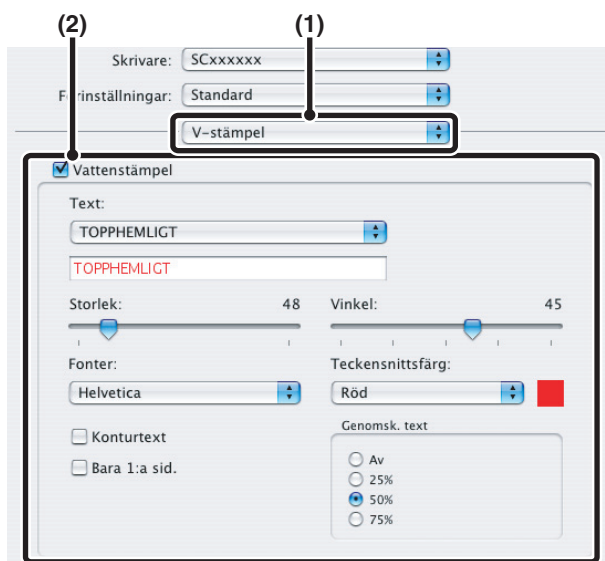 (2) (1)
Skrivare: SCxxxxxx
Förinställningar: Standard
V-stämpel
Vattenstämpel
Text:
TOPPHEMLIGT
TOPPHEMLIGT
Storlek: 48 Vinkel: 45
Fonter: Teckensnittsfärg:
Helvetica Röd
Konturtext Genomsk. text
Bara 1:a sid. Av
25%
50%
75%